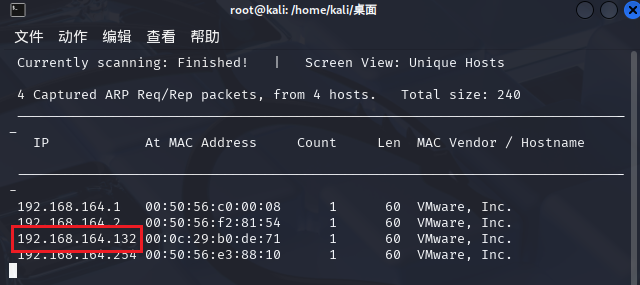 root@kali: /home/kali/桌面
文件 动作 编辑 查看 帮助
Currently scanning: Finished! | Screen View: Unique Hosts
4 Captured ARP Req/Rep packets, from 4 hosts. Total size: 240
IP At MAC Address Count Len MAC Vendor / Hostname
192.168.164.1 00:50:56:c0:00:08 1 60 VMware, Inc.
192.168.164.2 00:50:56:f2:81:54 1 60 VMware, Inc.
192.168.164.132 00:0c:29:b0:de:71 1 60 VMware, Inc.
192.168.164.254 00:50:56:e3:88:10 1 60 VMware, Inc.